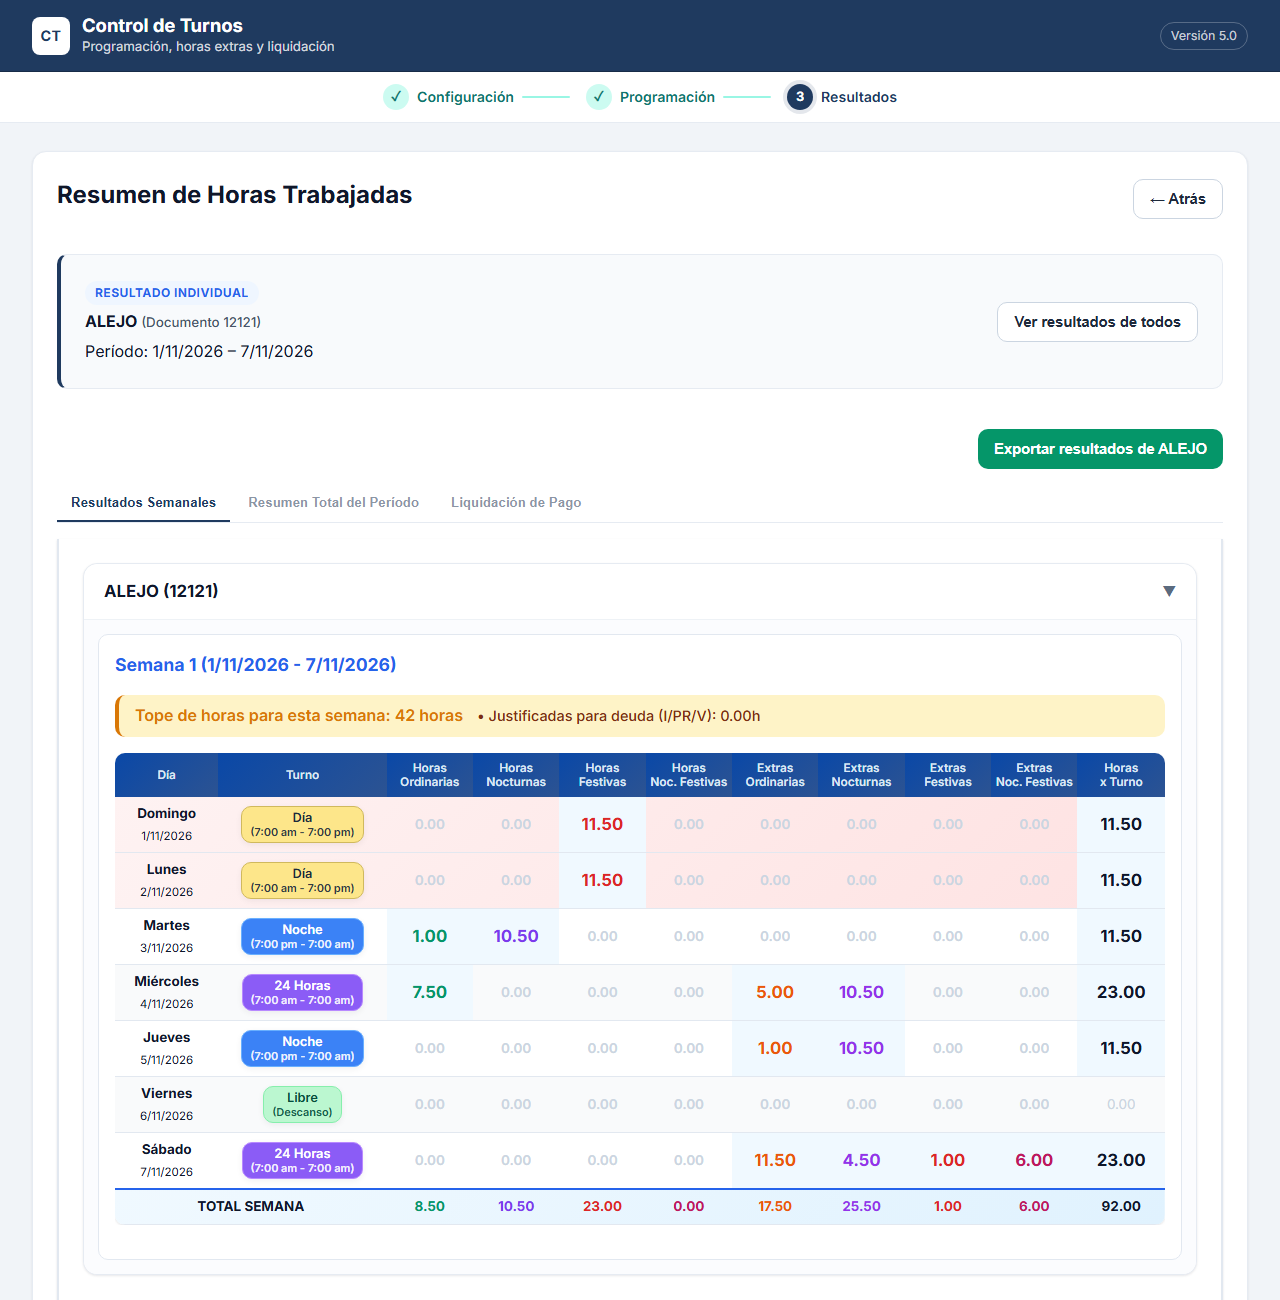 CT
Control de Turnos
Programación, horas extras y liquidación
Versión 5.0
✓ Configuración ✓ Programación 3 Resultados
Resumen de Horas Trabajadas
← Atrás
RESULTADO INDIVIDUAL
ALEJO (Documento 12121)
Período: 1/11/2026 – 7/11/2026
Ver resultados de todos
Exportar resultados de ALEJO
Resultados Semanales Resumen Total del Período Liquidación de Pago
ALEJO (12121) ▼
Semana 1 (1/11/2026 - 7/11/2026)
Tope de horas para esta semana: 42 horas • Justificadas para deuda (I/PR/V): 0.00h
Día Turno Horas Ordinarias Horas Nocturnas Horas Festivas Horas Noc. Festivas Extras Ordinarias Extras Nocturnas Extras Festivas Extras Noc. Festivas Horas x Turno
Domingo 1/11/2026 Día (7:00 am - 7:00 pm) 0.00 0.00 11.50 0.00 0.00 0.00 0.00 0.00 11.50
Lunes 2/11/2026 Día (7:00 am - 7:00 pm) 0.00 0.00 11.50 0.00 0.00 0.00 0.00 0.00 11.50
Martes 3/11/2026 Noche (7:00 pm - 7:00 am) 1.00 10.50 0.00 0.00 0.00 0.00 0.00 0.00 11.50
Miércoles 4/11/2026 24 Horas (7:00 am - 7:00 am) 7.50 0.00 0.00 0.00 5.00 10.50 0.00 0.00 23.00
Jueves 5/11/2026 Noche (7:00 pm - 7:00 am) 0.00 0.00 0.00 0.00 1.00 10.50 0.00 0.00 11.50
Viernes 6/11/2026 Libre (Descanso) 0.00 0.00 0.00 0.00 0.00 0.00 0.00 0.00 0.00
Sábado 7/11/2026 24 Horas (7:00 am - 7:00 am) 0.00 0.00 0.00 0.00 11.50 4.50 1.00 6.00 23.00
TOTAL SEMANA 8.50 10.50 23.00 0.00 17.50 25.50 1.00 6.00 92.00